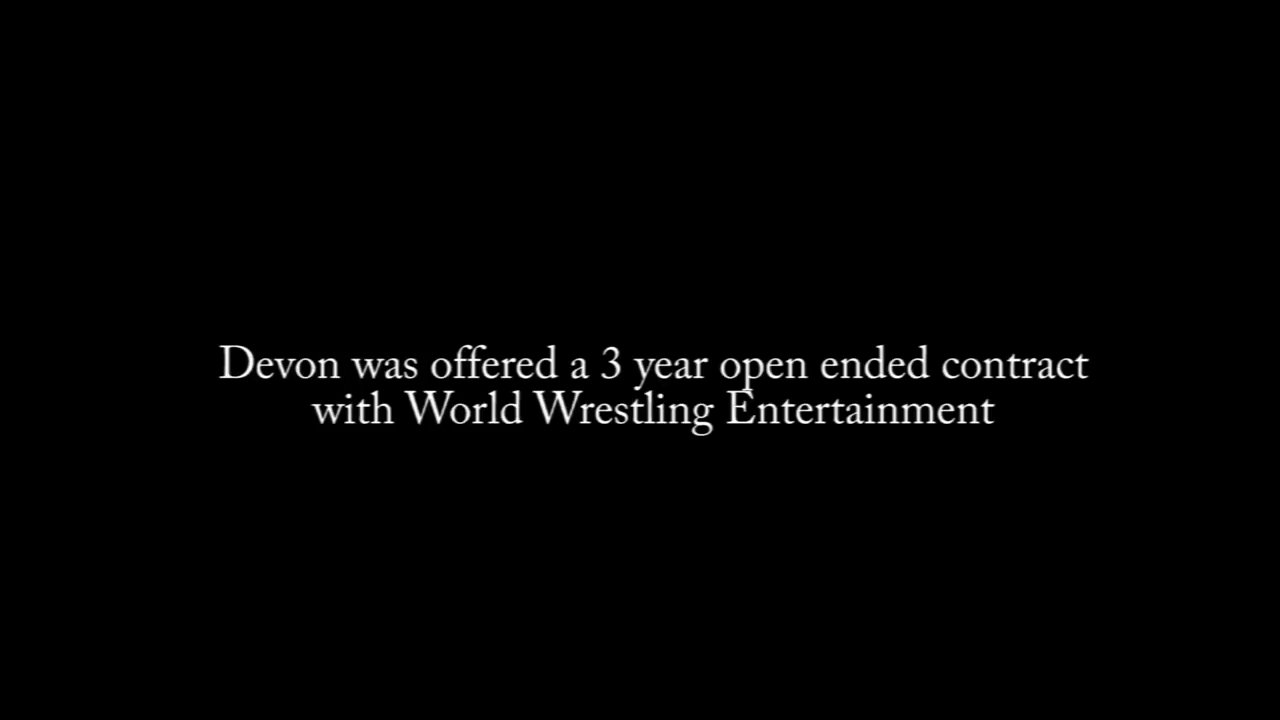 Devon was offered a 3 year open ended contract
with World Wrestling Entertainment